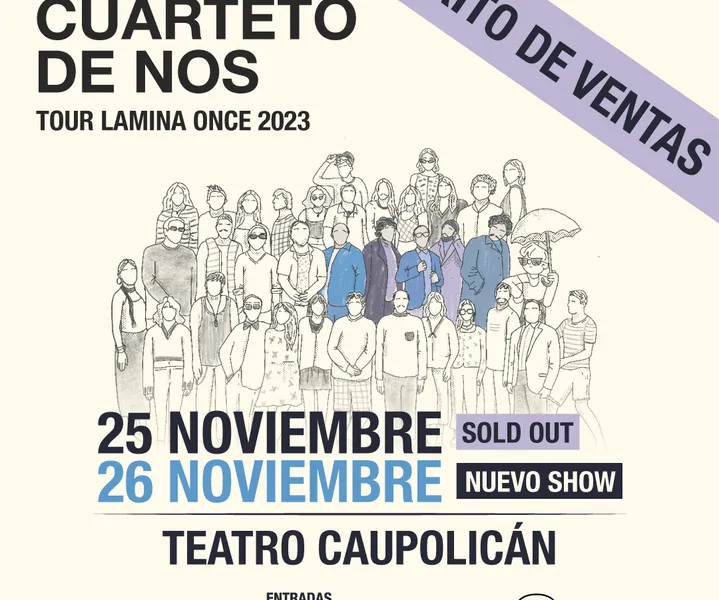 CUARTETO
DE NOS
TOUR LAMINA ONCE 2023
DE VENTAS
25 NOVIEMBRE SOLD OUT
26 NOVIEMBRE NUEVO SHOW
TEATRO CAUPOLICÁN
ENTRADAS